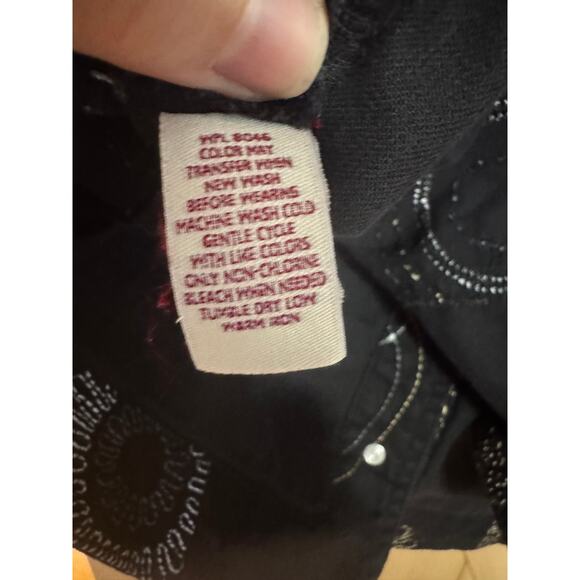 WPL 8046
COLOR MAY
TRANSFER WHEN
NEW WASH
BEFORE WEARING
MACHINE WASH COLD
GENTLE CYCLE
WITH LIKE COLORS
ONLY NON-CHLORINE
BLEACH WHEN NEEDED
TUMBLE DRY LOW
WARM IRON